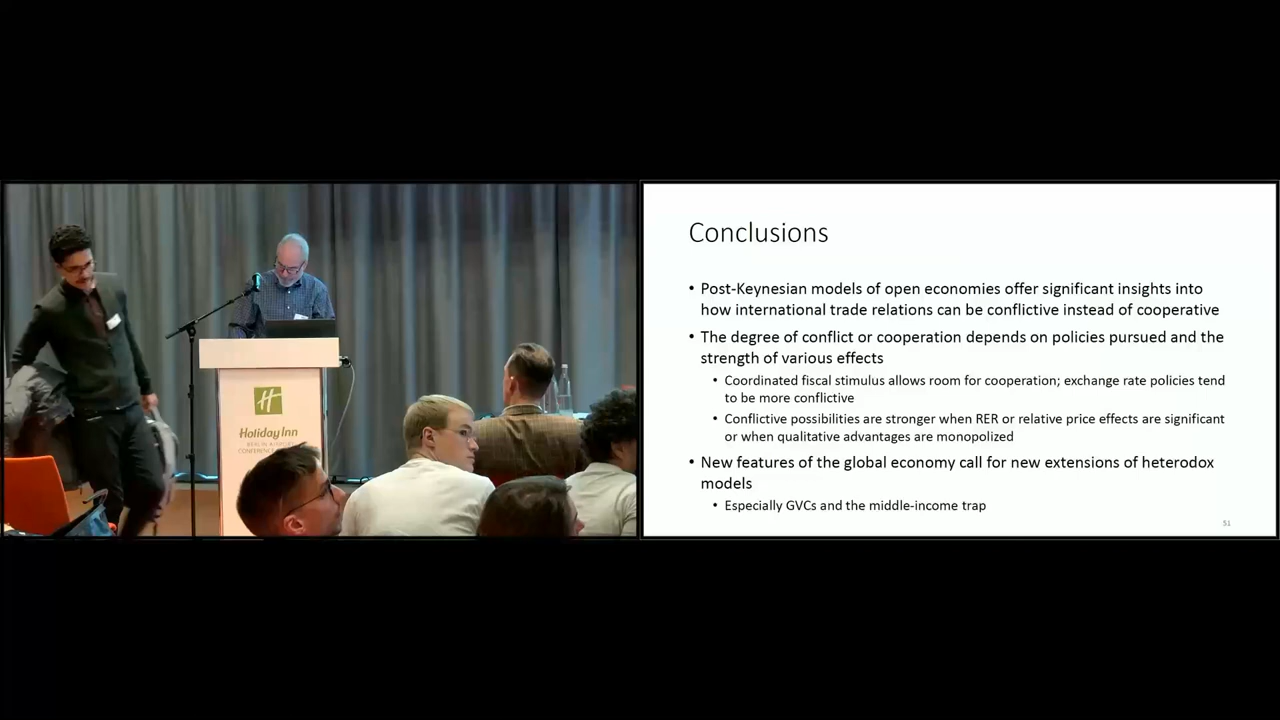 Holiday Inn
BERLIN AIRPORT
CONFERENCE
Conclusions
• Post-Keynesian models of open economies offer significant insights into
how international trade relations can be conflictive instead of cooperative
• The degree of conflict or cooperation depends on policies pursued and the
strength of various effects
• Coordinated fiscal stimulus allows room for cooperation; exchange rate policies tend
to be more conflictive
• Conflictive possibilities are stronger when RER or relative price effects are significant
or when qualitative advantages are monopolized
• New features of the global economy call for new extensions of heterodox
models
• Especially GVCs and the middle-income trap
51